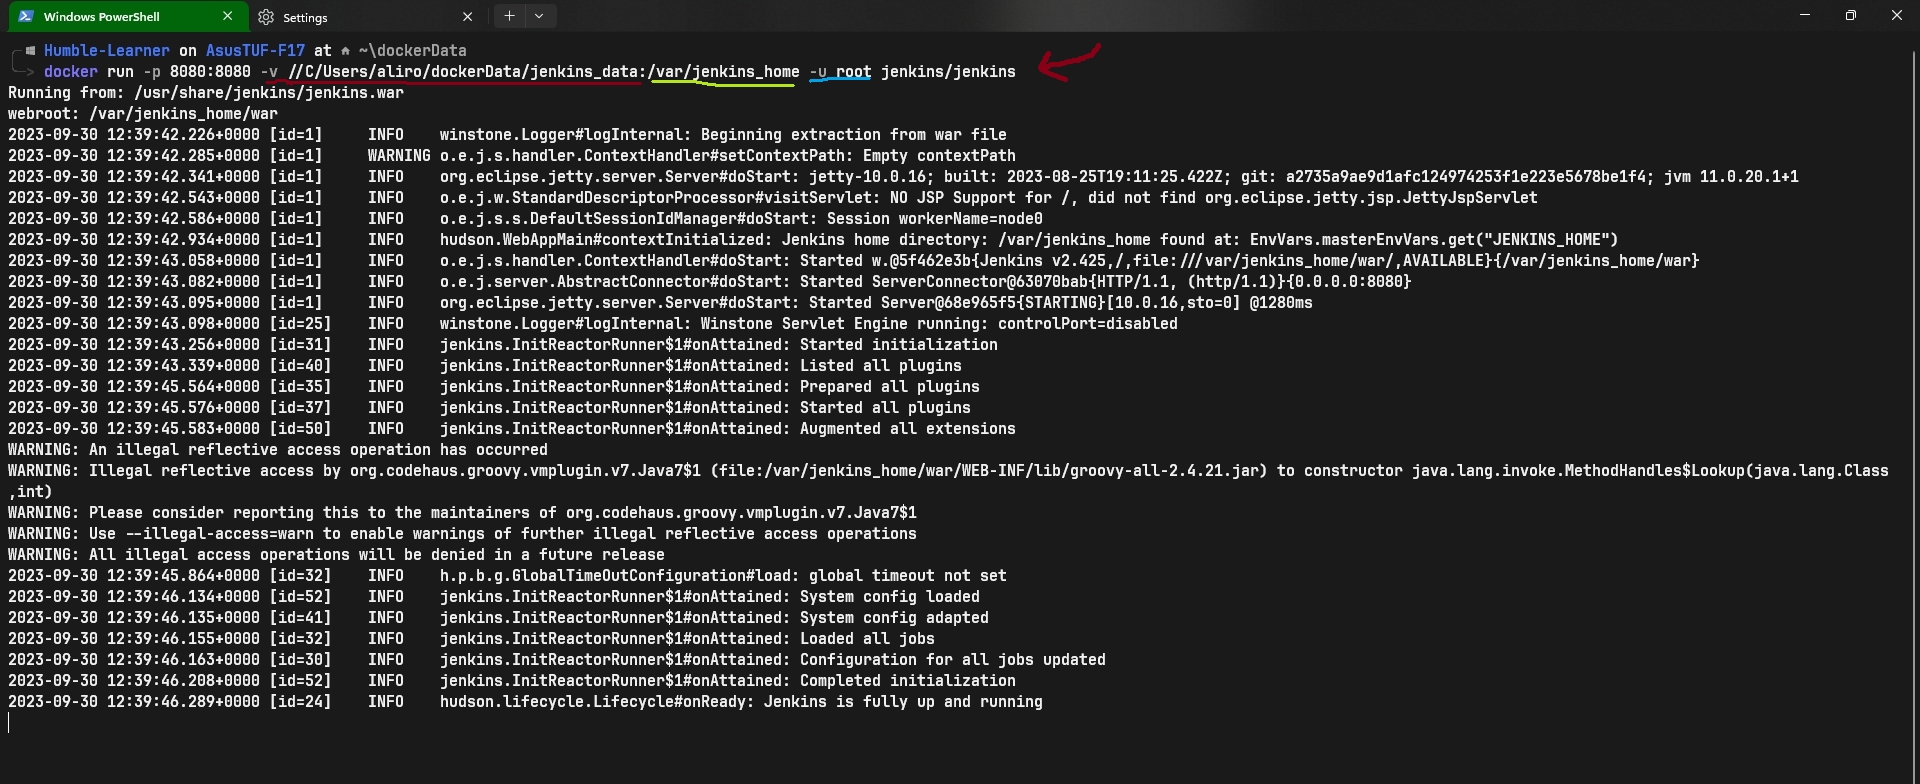 Windows PowerShell
Settings
Humble-Learner on AsusTUF-F17 at ~\dockerData
docker run -p 8080:8080 -v //C/Users/aliro/dockerData/jenkins_data:/var/jenkins_home -u root jenkins/jenkins
Running from: /usr/share/jenkins/jenkins.war
webroot: /var/jenkins_home/war
2023-09-30 12:39:42.226+0000 [id=1] INFO winstone.Logger#logInternal: Beginning extraction from war file
2023-09-30 12:39:42.285+0000 [id=1] WARNING o.e.j.s.handler.ContextHandler#setContextPath: Empty contextPath
2023-09-30 12:39:42.341+0000 [id=1] INFO org.eclipse.jetty.server.Server#doStart: jetty-10.0.16; built: 2023-08-25T19:11:25.422Z; git: a2735a9ae9d1afc124974253f1e223e5678be1f4; jvm 11.0.20.1+1
2023-09-30 12:39:42.543+0000 [id=1] INFO o.e.j.w.StandardDescriptorProcessor#visitServlet: NO JSP Support for /, did not find org.eclipse.jetty.jsp.JettyJspServlet
2023-09-30 12:39:42.586+0000 [id=1] INFO o.e.j.s.s.DefaultSessionIdManager#doStart: Session workerName=node0
2023-09-30 12:39:42.934+0000 [id=1] INFO hudson.WebAppMain#contextInitialized: Jenkins home directory: /var/jenkins_home found at: EnvVars.masterEnvVars.get("JENKINS_HOME")
2023-09-30 12:39:43.058+0000 [id=1] INFO o.e.j.s.handler.ContextHandler#doStart: Started w.@5f462e3b{Jenkins v2.425,/,file:///var/jenkins_home/war/,AVAILABLE}{/var/jenkins_home/war}
2023-09-30 12:39:43.082+0000 [id=1] INFO o.e.j.server.AbstractConnector#doStart: Started ServerConnector@63070bab{HTTP/1.1, (http/1.1)}{0.0.0.0:8080}
2023-09-30 12:39:43.095+0000 [id=1] INFO org.eclipse.jetty.server.Server#doStart: Started Server@68e965f5{STARTING}[10.0.16,sto=0] @1280ms
2023-09-30 12:39:43.098+0000 [id=25] INFO winstone.Logger#logInternal: Winstone Servlet Engine running: controlPort=disabled
2023-09-30 12:39:43.256+0000 [id=31] INFO jenkins.InitReactorRunner$1#onAttained: Started initialization
2023-09-30 12:39:43.339+0000 [id=40] INFO jenkins.InitReactorRunner$1#onAttained: Listed all plugins
2023-09-30 12:39:45.564+0000 [id=35] INFO jenkins.InitReactorRunner$1#onAttained: Prepared all plugins
2023-09-30 12:39:45.576+0000 [id=37] INFO jenkins.InitReactorRunner$1#onAttained: Started all plugins
2023-09-30 12:39:45.583+0000 [id=50] INFO jenkins.InitReactorRunner$1#onAttained: Augmented all extensions
WARNING: An illegal reflective access operation has occurred
WARNING: Illegal reflective access by org.codehaus.groovy.vmplugin.v7.Java7$1 (file:/var/jenkins_home/war/WEB-INF/lib/groovy-all-2.4.21.jar) to constructor java.lang.invoke.MethodHandles$Lookup(java.lang.Class
,int)
WARNING: Please consider reporting this to the maintainers of org.codehaus.groovy.vmplugin.v7.Java7$1
WARNING: Use --illegal-access=warn to enable warnings of further illegal reflective access operations
WARNING: All illegal access operations will be denied in a future release
2023-09-30 12:39:45.864+0000 [id=32] INFO h.p.b.g.GlobalTimeOutConfiguration#load: global timeout not set
2023-09-30 12:39:46.134+0000 [id=52] INFO jenkins.InitReactorRunner$1#onAttained: System config loaded
2023-09-30 12:39:46.135+0000 [id=41] INFO jenkins.InitReactorRunner$1#onAttained: System config adapted
2023-09-30 12:39:46.155+0000 [id=32] INFO jenkins.InitReactorRunner$1#onAttained: Loaded all jobs
2023-09-30 12:39:46.163+0000 [id=30] INFO jenkins.InitReactorRunner$1#onAttained: Configuration for all jobs updated
2023-09-30 12:39:46.208+0000 [id=52] INFO jenkins.InitReactorRunner$1#onAttained: Completed initialization
2023-09-30 12:39:46.289+0000 [id=24] INFO hudson.lifecycle.Lifecycle#onReady: Jenkins is fully up and running